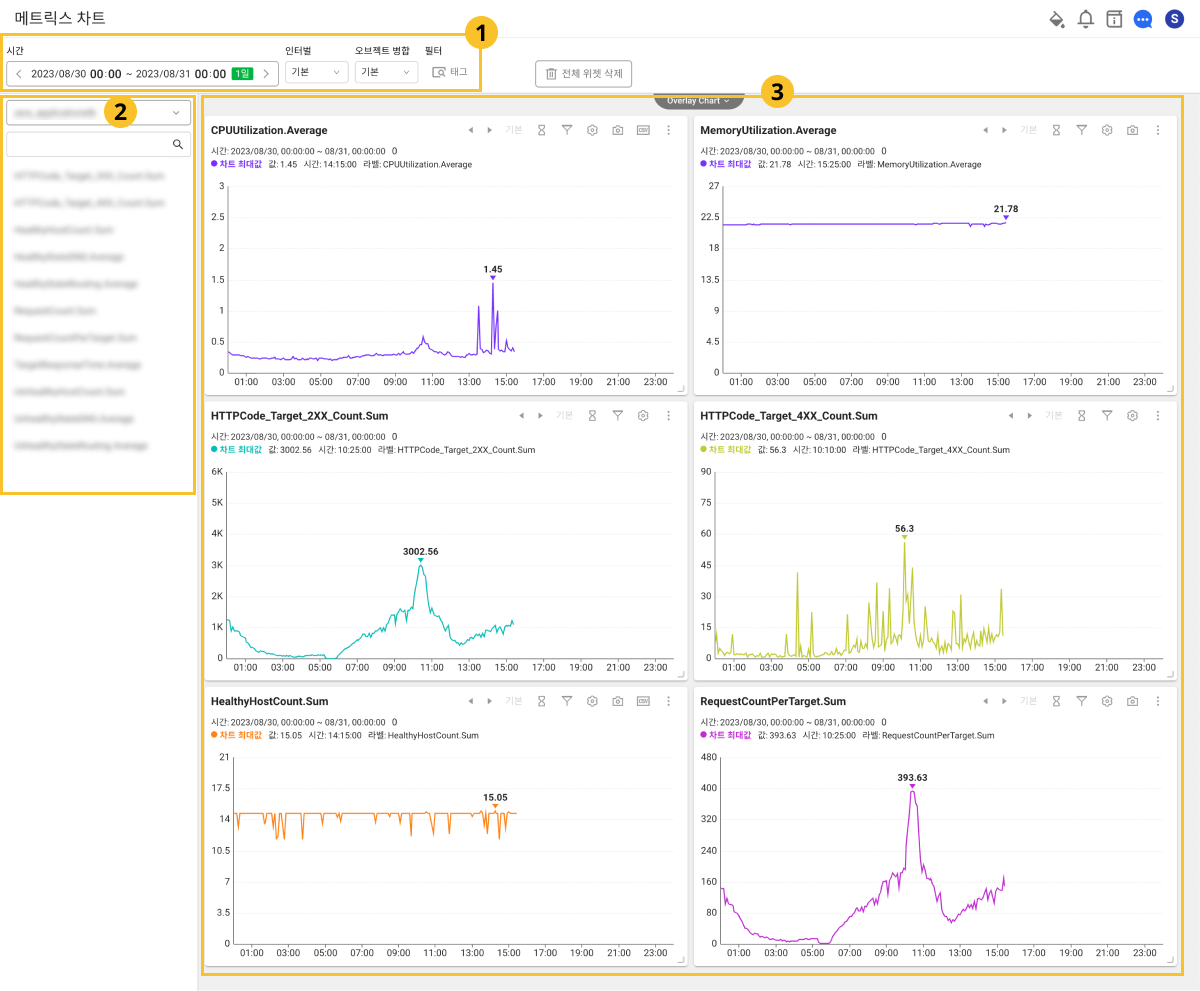 메트릭스 차트
S
1
시간
인터벌
오브젝트 병합
필터
2023/08/30 00:00 ~ 2023/08/31 00:00 1일
기본
기본
태그
전체 위젯 삭제
2
3
Overlay Chart
CPUUtilization.Average
기본
CSV
시간: 2023/08/30, 00:00:00 ~ 08/31, 00:00:00 0
차트 최대값 값: 1.45 시간: 14:15:00 라벨: CPUUtilization.Average
3
2.5
2
1.5
1
0.5
0
1.45
01:00 03:00 05:00 07:00 09:00 11:00 13:00 15:00 17:00 19:00 21:00 23:00
MemoryUtilization.Average
기본
시간: 2023/08/30, 00:00:00 ~ 08/31, 00:00:00 0
차트 최대값 값: 21.78 시간: 15:25:00 라벨: MemoryUtilization.Average
27
22.5
18
13.5
9
4.5
0
21.78
01:00 03:00 05:00 07:00 09:00 11:00 13:00 15:00 17:00 19:00 21:00 23:00
HTTPCode_Target_2XX_Count.Sum
기본
시간: 2023/08/30, 00:00:00 ~ 08/31, 00:00:00 0
차트 최대값 값: 3002.56 시간: 10:25:00 라벨: HTTPCode_Target_2XX_Count.Sum
6K
5K
4K
3K
2K
1K
0
3002.56
01:00 03:00 05:00 07:00 09:00 11:00 13:00 15:00 17:00 19:00 21:00 23:00
HTTPCode_Target_4XX_Count.Sum
기본
시간: 2023/08/30, 00:00:00 ~ 08/31, 00:00:00 0
차트 최대값 값: 56.3 시간: 10:10:00 라벨: HTTPCode_Target_4XX_Count.Sum
90
75
60
45
30
15
0
56.3
01:00 03:00 05:00 07:00 09:00 11:00 13:00 15:00 17:00 19:00 21:00 23:00
HealthyHostCount.Sum
기본
CSV
시간: 2023/08/30, 00:00:00 ~ 08/31, 00:00:00 0
차트 최대값 값: 15.05 시간: 14:15:00 라벨: HealthyHostCount.Sum
21
17.5
14
10.5
7
3.5
0
15.05
01:00 03:00 05:00 07:00 09:00 11:00 13:00 15:00 17:00 19:00 21:00 23:00
RequestCountPerTarget.Sum
기본
시간: 2023/08/30, 00:00:00 ~ 08/31, 00:00:00 0
차트 최대값 값: 393.63 시간: 10:25:00 라벨: RequestCountPerTarget.Sum
480
400
320
240
160
80
0
393.63
01:00 03:00 05:00 07:00 09:00 11:00 13:00 15:00 17:00 19:00 21:00 23:00